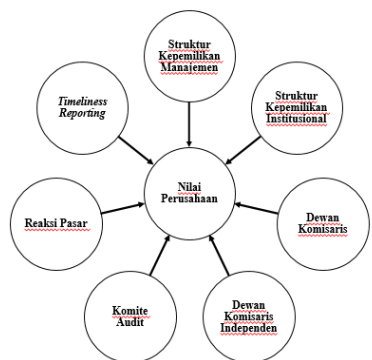 Struktur
Kepemilikan
Manajemen
Timeliness
Reporting
Struktur
Kepemilikan
Institusional
Nilai
Perusahaan
Reaksi Pasar
Dewan
Komisaris
Komite
Audit
Dewan
Komisaris
Independen